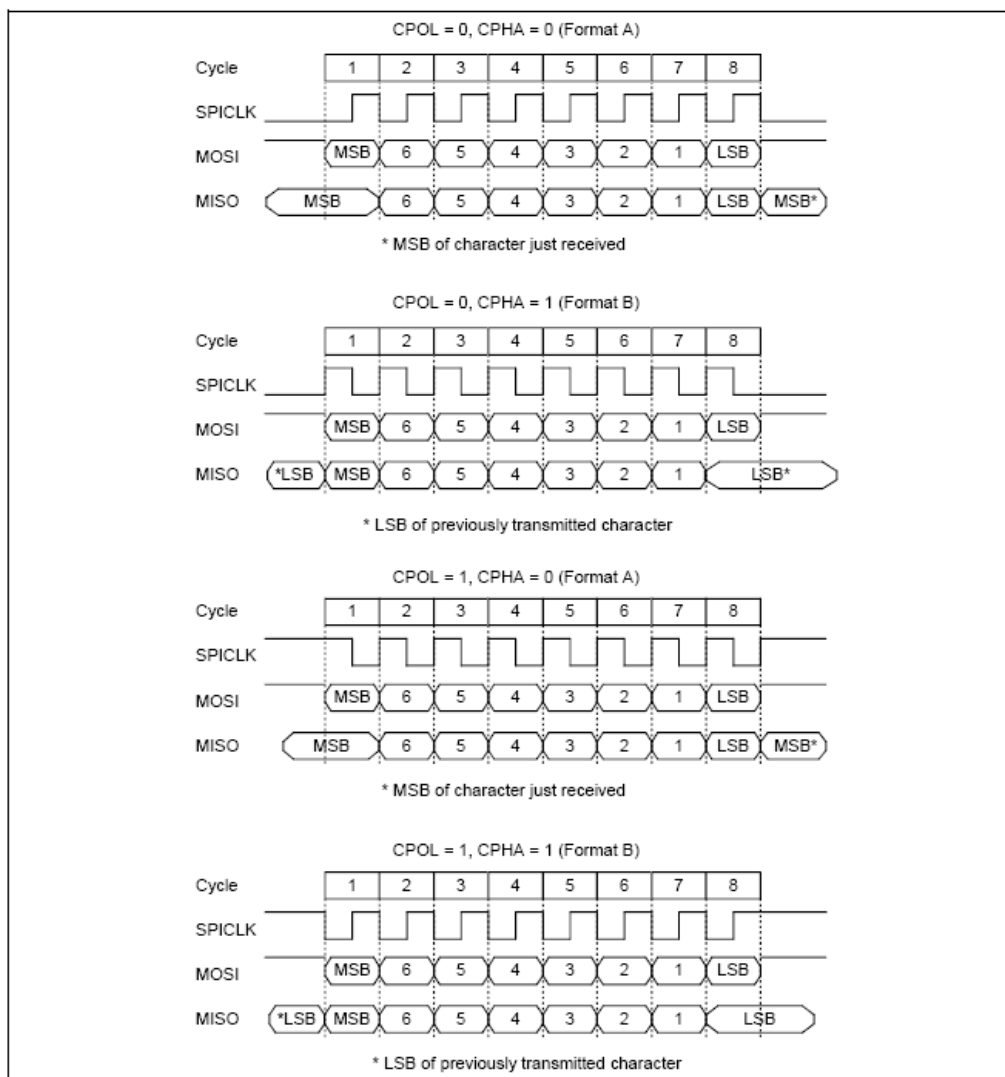 CPOL = 0, CPHA = 0 (Format A)
Cycle 1 2 3 4 5 6 7 8
SPICLK
MOSI MSB 6 5 4 3 2 1 LSB
MISO MSB 6 5 4 3 2 1 LSB MSB*
* MSB of character just received
CPOL = 0, CPHA = 1 (Format B)
Cycle 1 2 3 4 5 6 7 8
SPICLK
MOSI MSB 6 5 4 3 2 1 LSB
MISO *LSB MSB 6 5 4 3 2 1 LSB*
* LSB of previously transmitted character
CPOL = 1, CPHA = 0 (Format A)
Cycle 1 2 3 4 5 6 7 8
SPICLK
MOSI MSB 6 5 4 3 2 1 LSB
MISO MSB 6 5 4 3 2 1 LSB MSB*
* MSB of character just received
CPOL = 1, CPHA = 1 (Format B)
Cycle 1 2 3 4 5 6 7 8
SPICLK
MOSI MSB 6 5 4 3 2 1 LSB
MISO *LSB MSB 6 5 4 3 2 1 LSB
* LSB of previously transmitted character